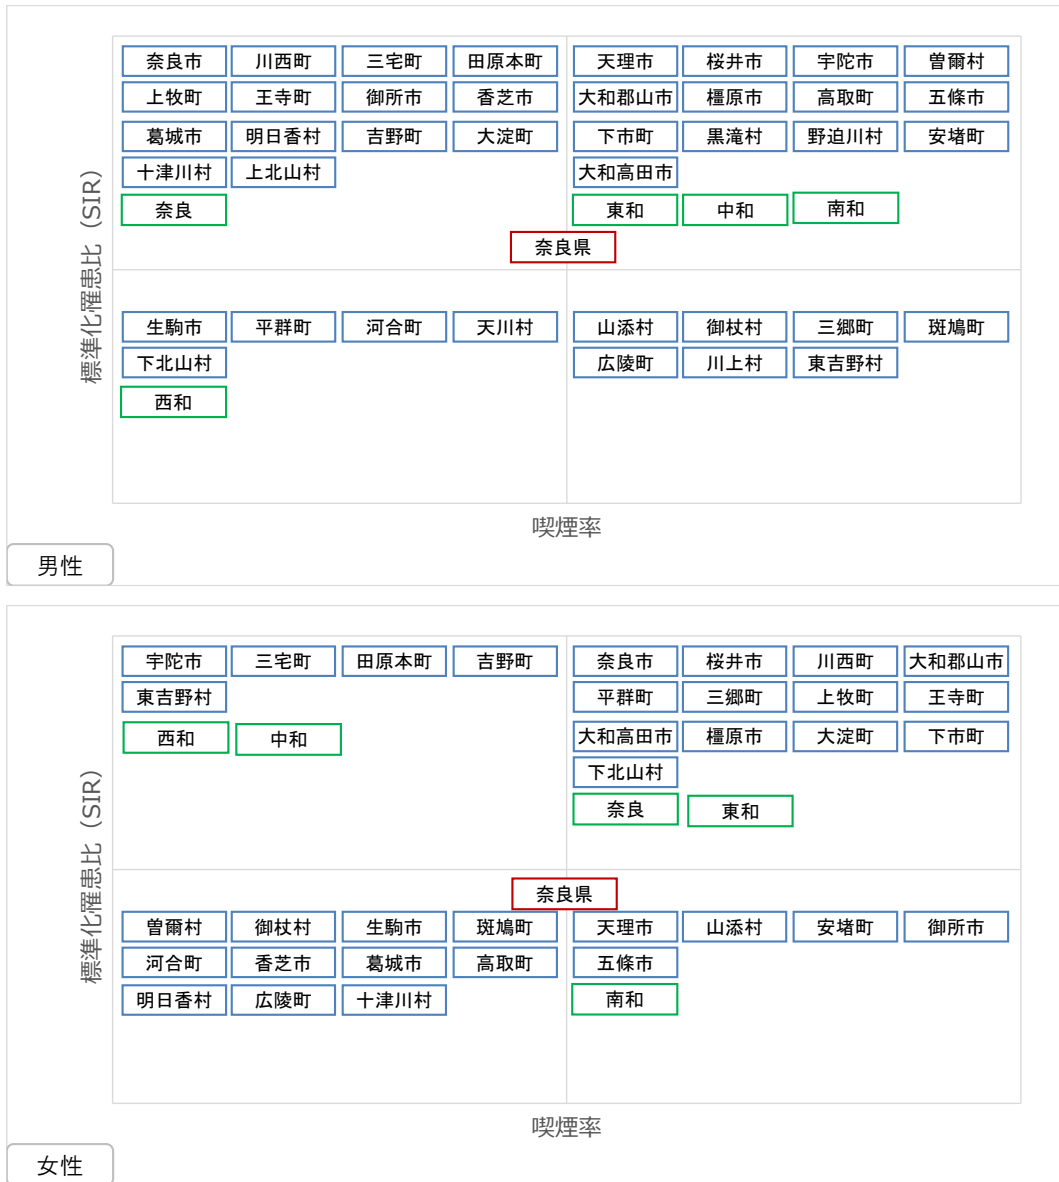 奈良市 川西町 三宅町 田原本町 天理市 桜井市 宇陀市 曽爾村
上牧町 王寺町 御所市 香芝市 大和郡山市 橿原市 高取町 五條市
葛城市 明日香村 吉野町 大淀町 下市町 黒滝村 野迫川村 安堵町
十津川村 上北山村 大和高田市
奈良 東和 中和 南和
奈良県
標準化罹患比（SIR）
生駒市 平群町 河合町 天川村 山添村 御杖村 三郷町 斑鳩町
下北山村 広陵町 川上村 東吉野村
西和
喫煙率
男性
宇陀市 三宅町 田原本町 吉野町 奈良市 桜井市 川西町 大和郡山市
東吉野村 平群町 三郷町 上牧町 王寺町
西和 中和 大和高田市 橿原市 大淀町 下市町
下北山村
奈良 東和
標準化罹患比（SIR）
奈良県
曽爾村 御杖村 生駒市 斑鳩町 天理市 山添村 安堵町 御所市
河合町 香芝市 葛城市 高取町 五條市
明日香村 広陵町 十津川村 南和
喫煙率
女性